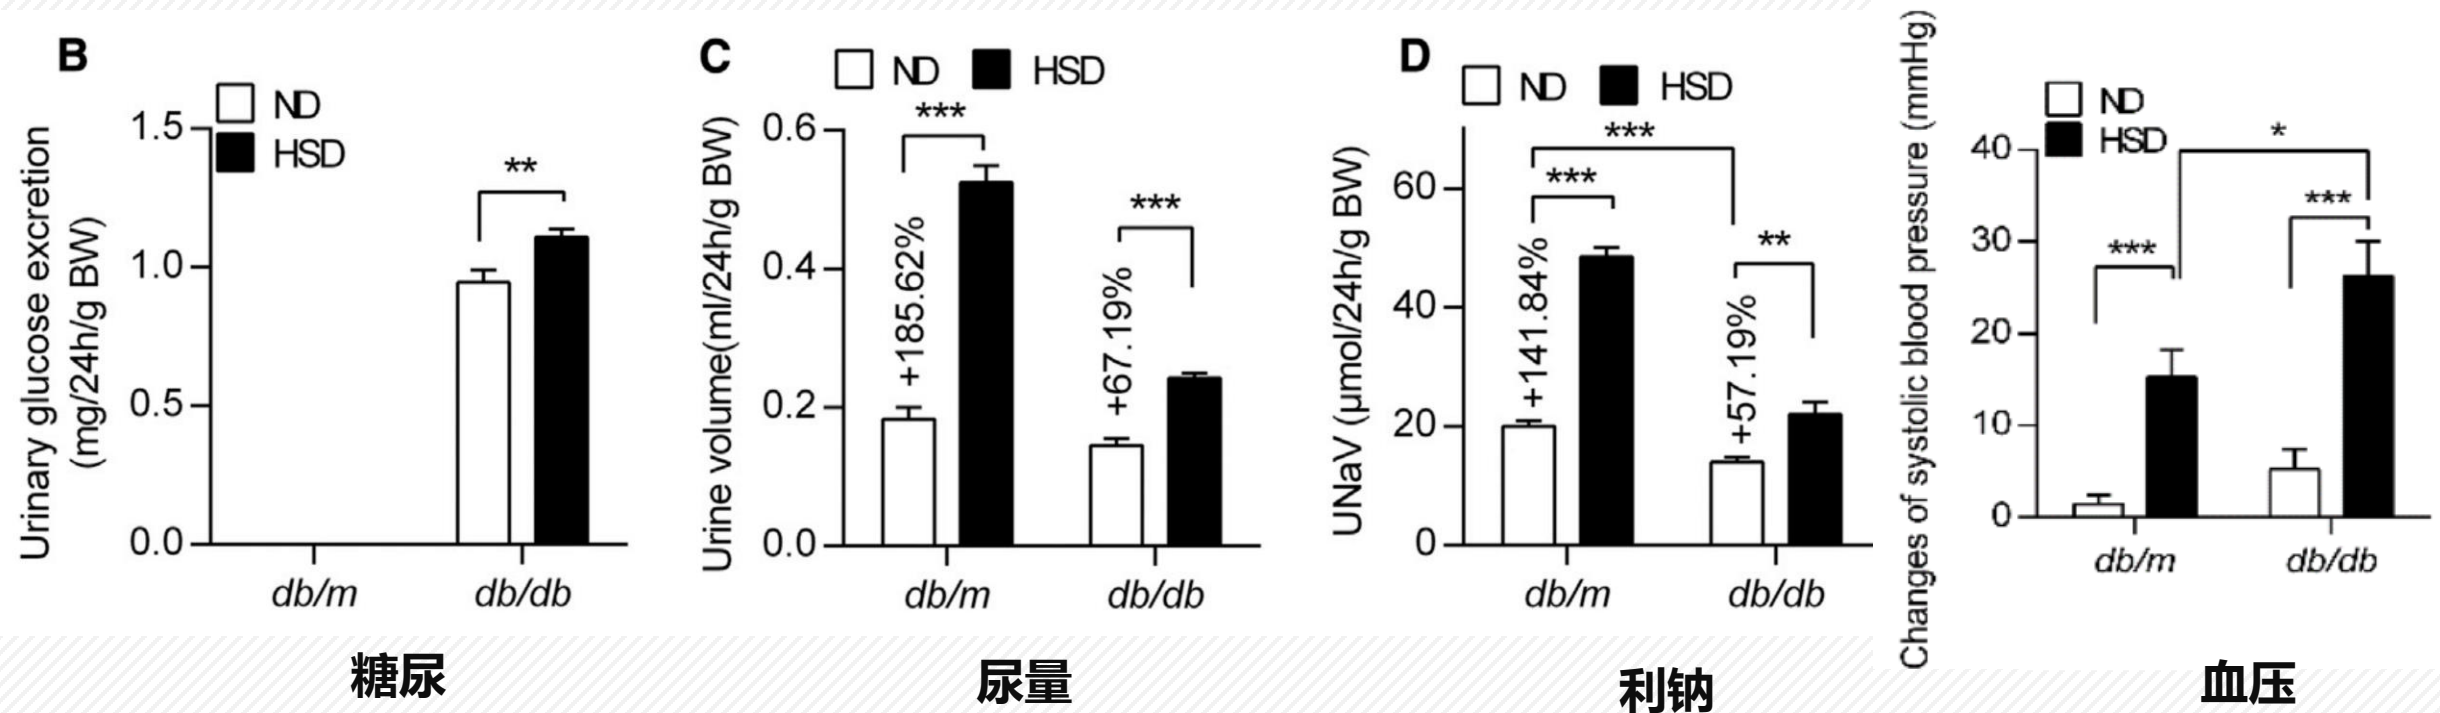 B
ND
HSD
Urinary glucose excretion
(mg/24h/g BW)
1.5
1.0
0.5
0.0
**
db/m
db/db
糖尿
C
ND
HSD
Urine volume(ml/24h/g BW)
0.6
0.4
0.2
0.0
***
+185.62%
***
+67.19%
db/m
db/db
尿量
D
ND
HSD
UNaV (μmol/24h/g BW)
60
40
20
0
***
***
+141.84%
**
+57.19%
db/m
db/db
利钠
Changes of systolic blood pressure (mmHg)
ND
HSD
40
30
20
10
0
*
***
***
db/m
db/db
血压